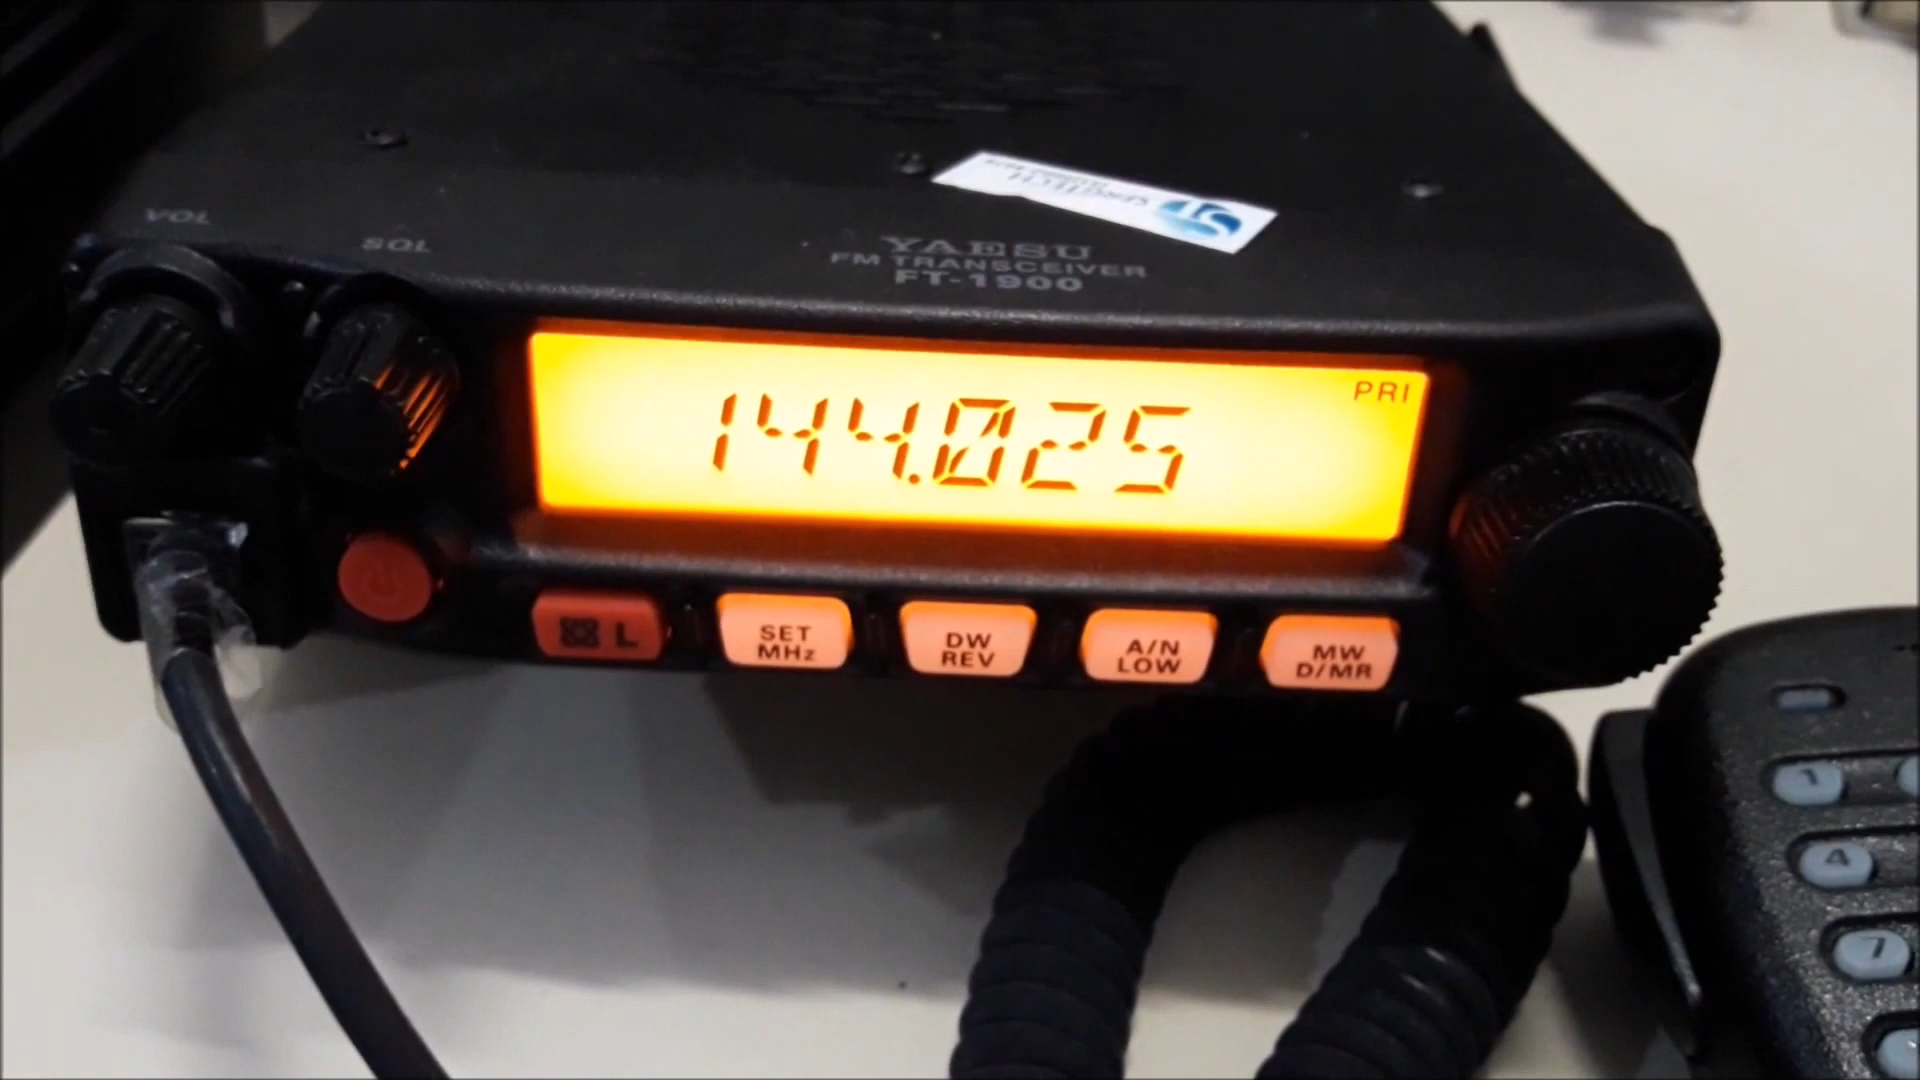 VOL
SQL
YAESU
FM TRANSCEIVER
FT-1900
PRI
144.025
L
SET
MHz
DW
REV
A/N
LOW
MW
D/MR
1
4
7